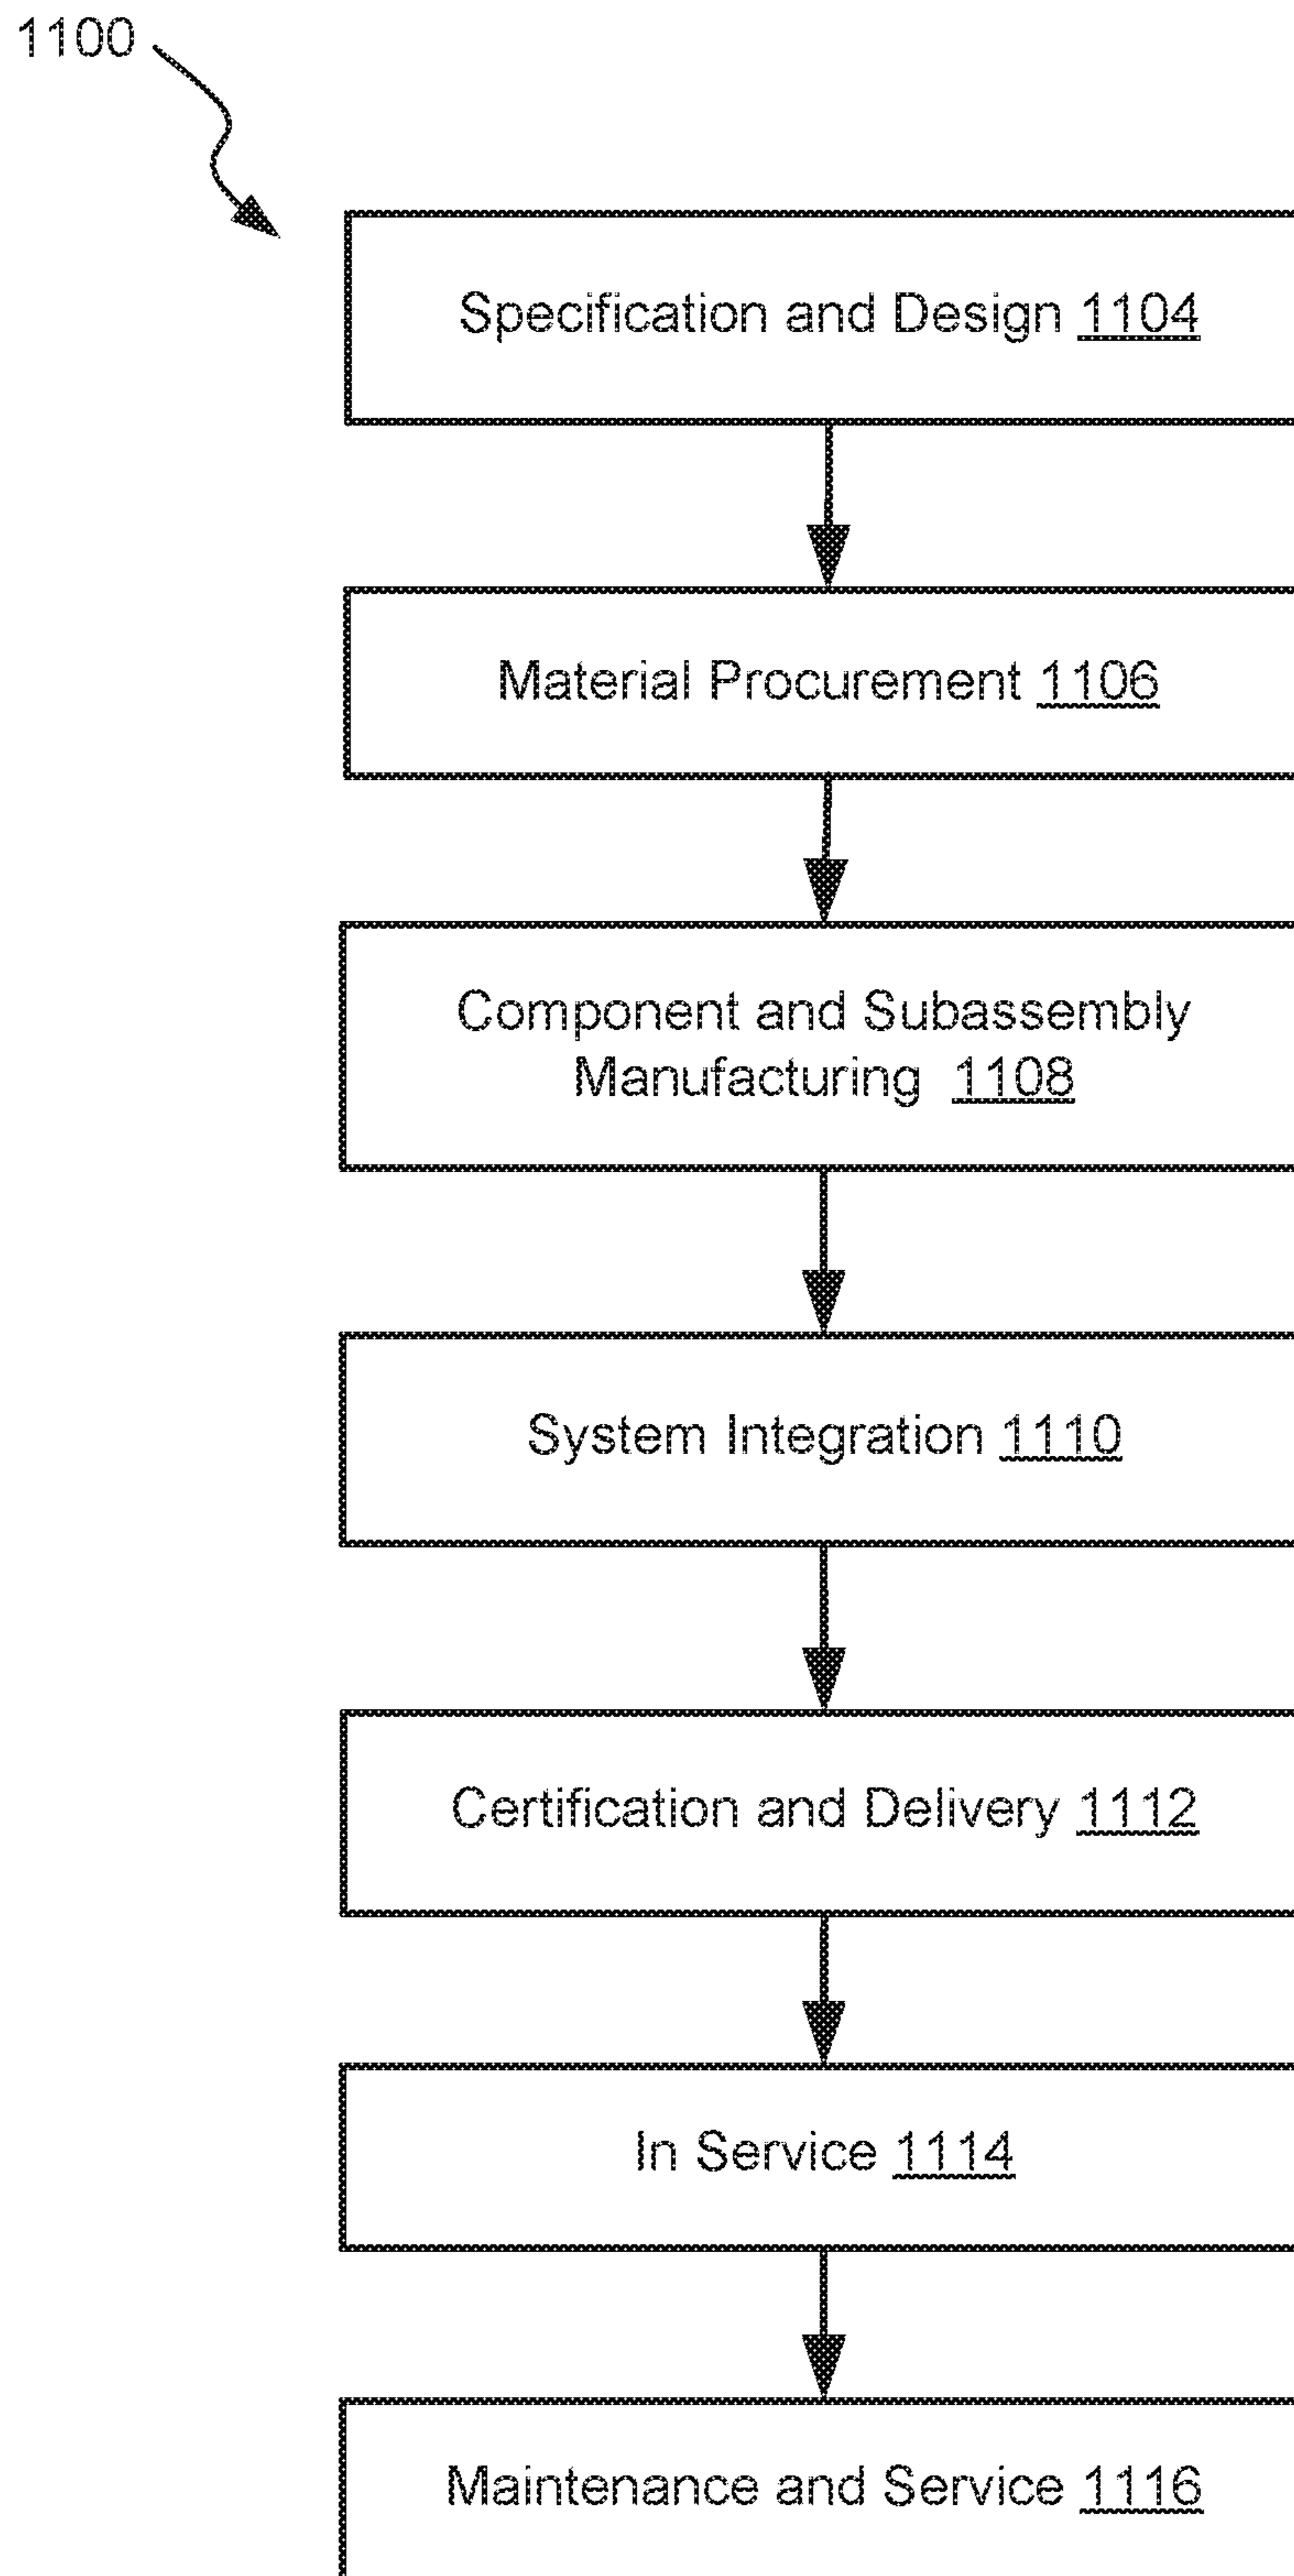 1100
Specification and Design 1104
Material Procurement 1106
Component and Subassembly
Manufacturing 1108
System Integration 1110
Certification and Delivery 1112
In Service 1114
Maintenance and Service 1116